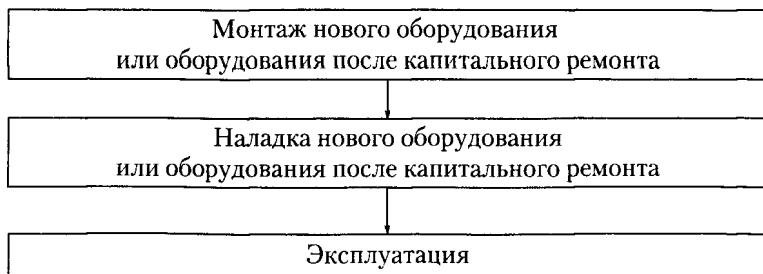 Монтаж нового оборудования
или оборудования после капитального ремонта
Наладка нового оборудования
или оборудования после капитального ремонта
Эксплуатация